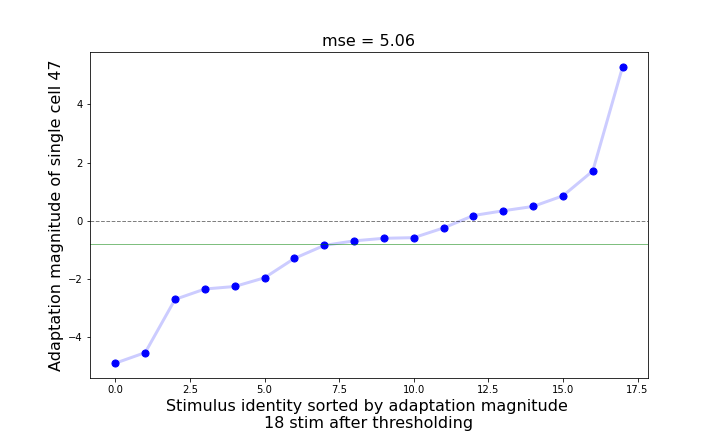 mse = 5.06
Adaptation magnitude of single cell 47
4
2
0
−2
−4
0.0 2.5 5.0 7.5 10.0 12.5 15.0 17.5
Stimulus identity sorted by adaptation magnitude
18 stim after thresholding